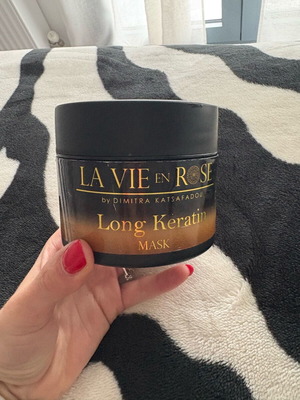 LA VIE EN ROSE
by DIMITRA KATSAFADOU
Long Keratin
MASK